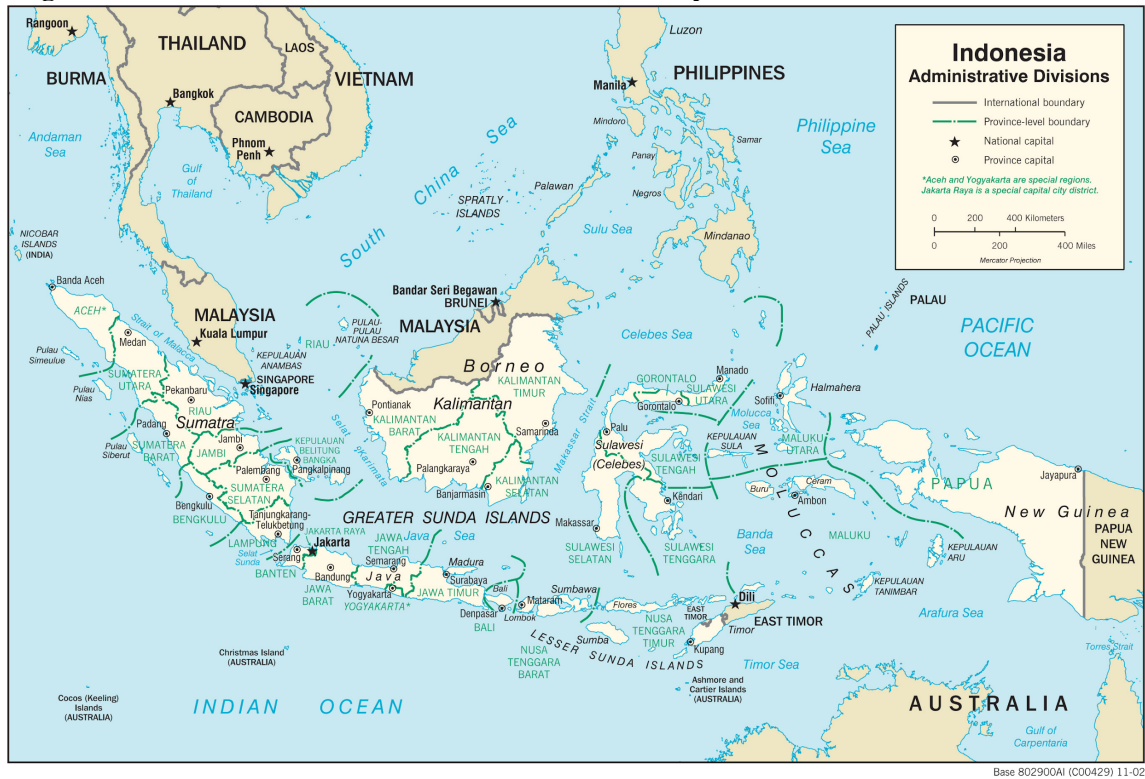 Rangoon
THAILAND
LAOS
BURMA
VIETNAM
Bangkok
CAMBODIA
Phnom
Penh
Andaman
Sea
Gulf
of
Thailand
Luzon
PHILIPPINES
Manila
Mindoro
Samar
Panay
Negros
Palawan
Mindanao
Sulu Sea
Philippine
Sea
South China Sea
SPRATLY
ISLANDS
Indonesia
Administrative Divisions
International boundary
Province-level boundary
National capital
Province capital
*Aceh and Yogyakarta are special regions.
Jakarta Raya is a special capital city district.
0 200 400 Kilometers
0 200 400 Miles
Mercator Projection
NICOBAR
ISLANDS
(INDIA)
Banda Aceh
ACEH*
Strait of Malacca
Medan
MALAYSIA
Kuala Lumpur
Pulau
Simeulue
Pulau
Nias
SUMATERA
UTARA
KEPULAUAN
ANAMBAS
RIAU
PULAU-
PULAU
NATUNA BESAR
SINGAPORE
Singapore
Pekanbaru
RIAU
Sumatra
Padang
Pulau
Siberut
SUMATERA
BARAT
Jambi
JAMBI
KEPULAUAN
BELITUNG
BANGKA
Pangkalpinang
Palembang
SUMATERA
SELATAN
Bengkulu
BENGKULU
Tanjungkarang-
Telukbetung
LAMPUNG
Selat
Sunda
Selat Karimata
Bandar Seri Begawan
BRUNEI
MALAYSIA
Borneo
Kalimantan
KALIMANTAN
TIMUR
Pontianak
KALIMANTAN
BARAT
KALIMANTAN
TENGAH
Samarinda
Palangkaraya
Banjarmasin
KALIMANTAN
SELATAN
Makassar Strait
Celebes Sea
PALAU ISLANDS
PALAU
PACIFIC
OCEAN
GORONTALO
Gorontalo
SULAWESI
UTARA
Manado
Palu
Sulawesi
(Celebes)
SULAWESI
TENGAH
Kendari
Makassar
SULAWESI
SELATAN
SULAWESI
TENGGARA
Halmahera
Sofifi
Molucca
Sea
KEPULAUAN
SULA
MALUKU
UTARA
MOLUCCAS
Buru
Ceram
Ambon
Banda
Sea
MALUKU
PAPUA
Jayapura
New Guinea
PAPUA
NEW
GUINEA
KEPULAUAN
ARU
KEPULAUAN
TANIMBAR
Arafura Sea
GREATER SUNDA ISLANDS
JAKARTA RAYA
Jakarta
Serang
BANTEN
Bandung
JAWA
BARAT
JAWA
TENGAH
Semarang
Java
Java Sea
Yogyakarta
YOGYAKARTA*
JAWA TIMUR
Madura
Surabaya
Bali
Denpasar
BALI
Mataram
Lombok
Sumbawa
NUSA
TENGGARA
BARAT
LESSER SUNDA ISLANDS
Flores
Sumba
NUSA
TENGGARA
TIMUR
EAST
TIMOR
Dili
EAST TIMOR
Timor
Kupang
Timor Sea
Ashmore and
Cartier Islands
(AUSTRALIA)
Christmas Island
(AUSTRALIA)
Cocos (Keeling)
Islands
(AUSTRALIA)
INDIAN OCEAN
Torres Strait
AUSTRALIA
Gulf of
Carpentaria
Base 802900AI (C00429) 11-02